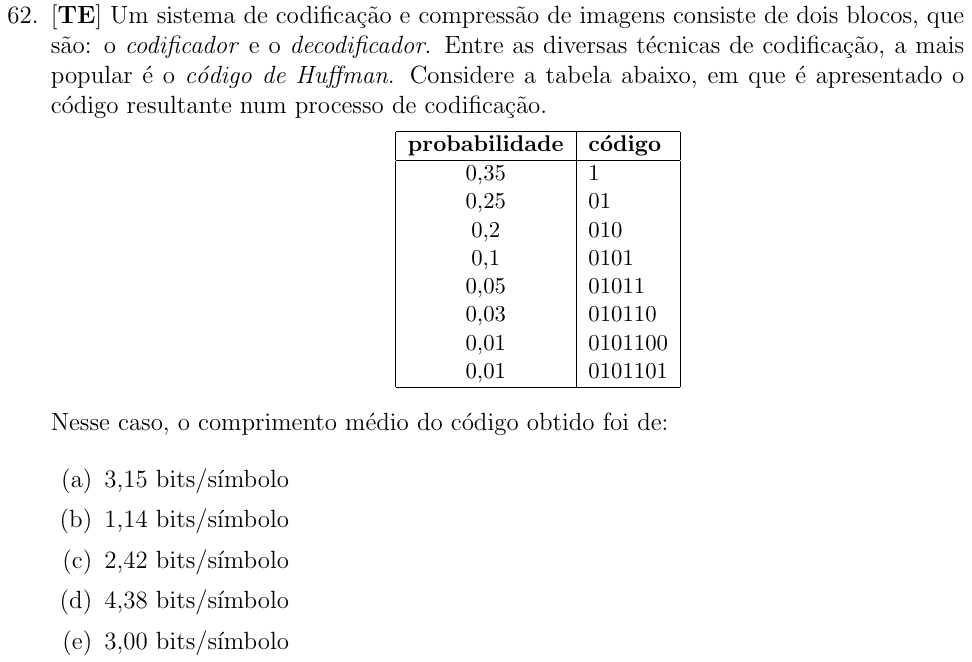 62. [TE] Um sistema de codificação e compressão de imagens consiste de dois blocos, que
são: o codificador e o decodificador. Entre as diversas técnicas de codificação, a mais
popular é o código de Huffman. Considere a tabela abaixo, em que é apresentado o
código resultante num processo de codificação.
probabilidade código
0,35 1
0,25 01
0,2 010
0,1 0101
0,05 01011
0,03 010110
0,01 0101100
0,01 0101101
Nesse caso, o comprimento médio do código obtido foi de:
(a) 3,15 bits/símbolo
(b) 1,14 bits/símbolo
(c) 2,42 bits/símbolo
(d) 4,38 bits/símbolo
(e) 3,00 bits/símbolo